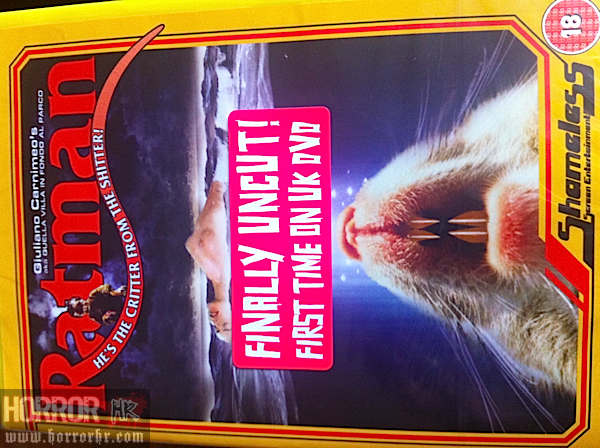 Giuliano Carnimeo's
aka QUELLA VILLA IN FONDO AL PARCO
Ratman
HE'S THE CRITTER FROM THE SHITTER!
FINALLY UNCUT!
FIRST TIME ON UK DVD
18
Shameless
Screen Entertainment
HORROR HR
www.horrorhr.com